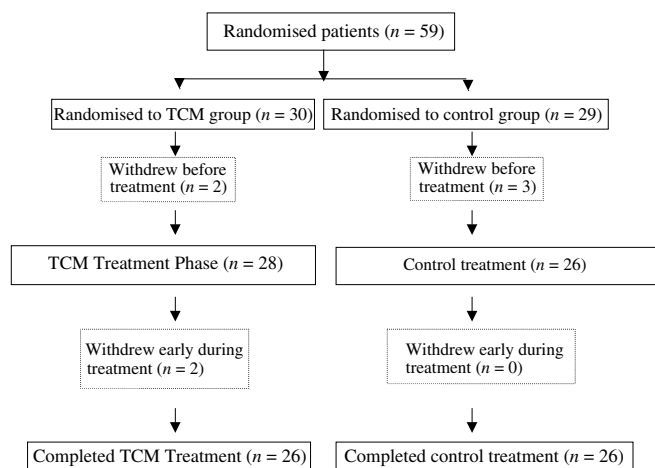 Randomised patients (n = 59)
Randomised to TCM group (n = 30)
Randomised to control group (n = 29)
Withdrew before
treatment (n = 2)
Withdrew before
treatment (n = 3)
TCM Treatment Phase (n = 28)
Control treatment (n = 26)
Withdrew early during
treatment (n = 2)
Withdrew early during
treatment (n = 0)
Completed TCM Treatment (n = 26)
Completed control treatment (n = 26)